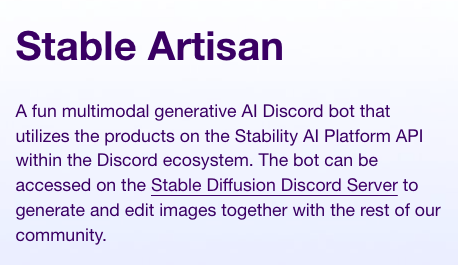 Stable Artisan
A fun multimodal generative AI Discord bot that
utilizes the products on the Stability AI Platform API
within the Discord ecosystem. The bot can be
accessed on the Stable Diffusion Discord Server to
generate and edit images together with the rest of our
community.